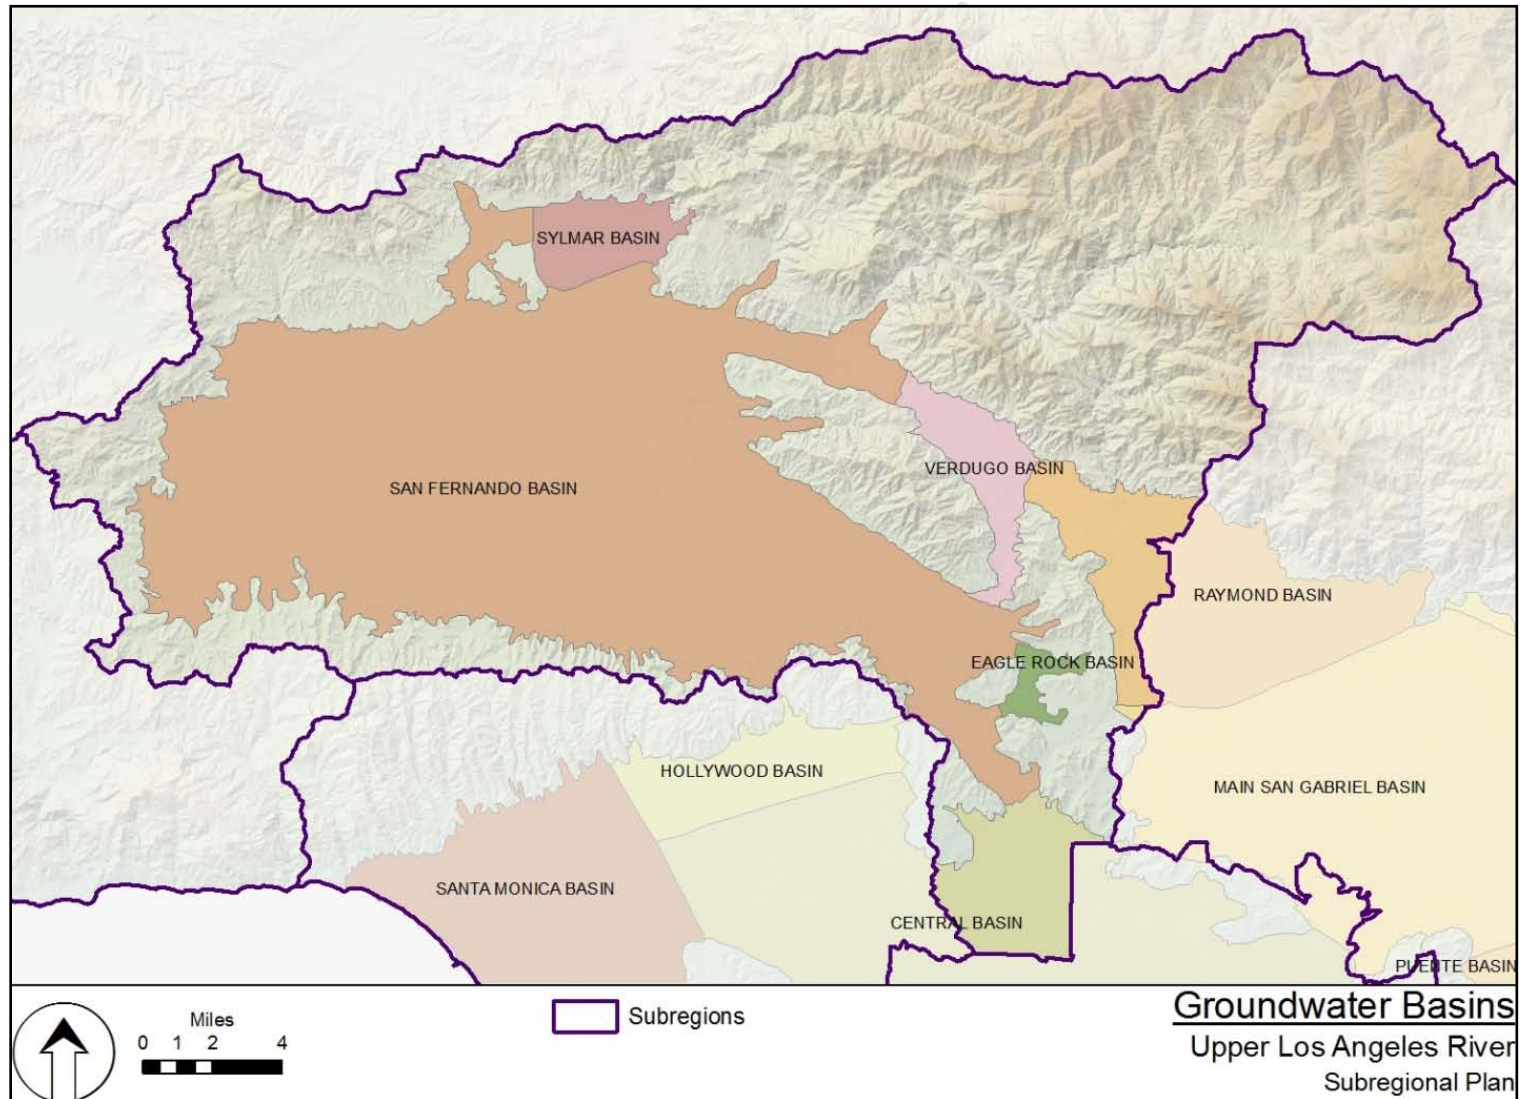 SYLMAR BASIN
VERDUGO BASIN
SAN FERNANDO BASIN
RAYMOND BASIN
EAGLE ROCK BASIN
HOLLYWOOD BASIN
MAIN SAN GABRIEL BASIN
SANTA MONICA BASIN
CENTRAL BASIN
PUENTE BASIN
Miles
0 1 2 4
Subregions
Groundwater Basins
Upper Los Angeles River
Subregional Plan